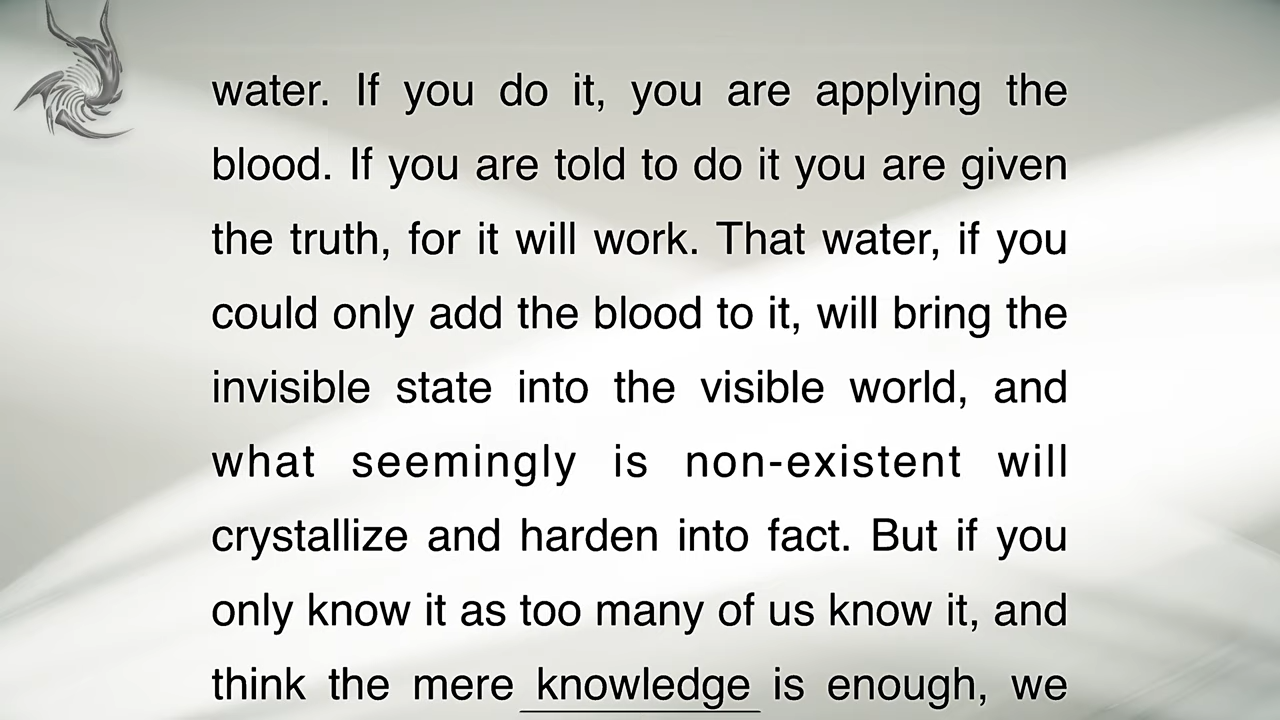 water. If you do it, you are applying the
blood. If you are told to do it you are given
the truth, for it will work. That water, if you
could only add the blood to it, will bring the
invisible state into the visible world, and
what seemingly is non-existent will
crystallize and harden into fact. But if you
only know it as too many of us know it, and
think the mere knowledge is enough, we